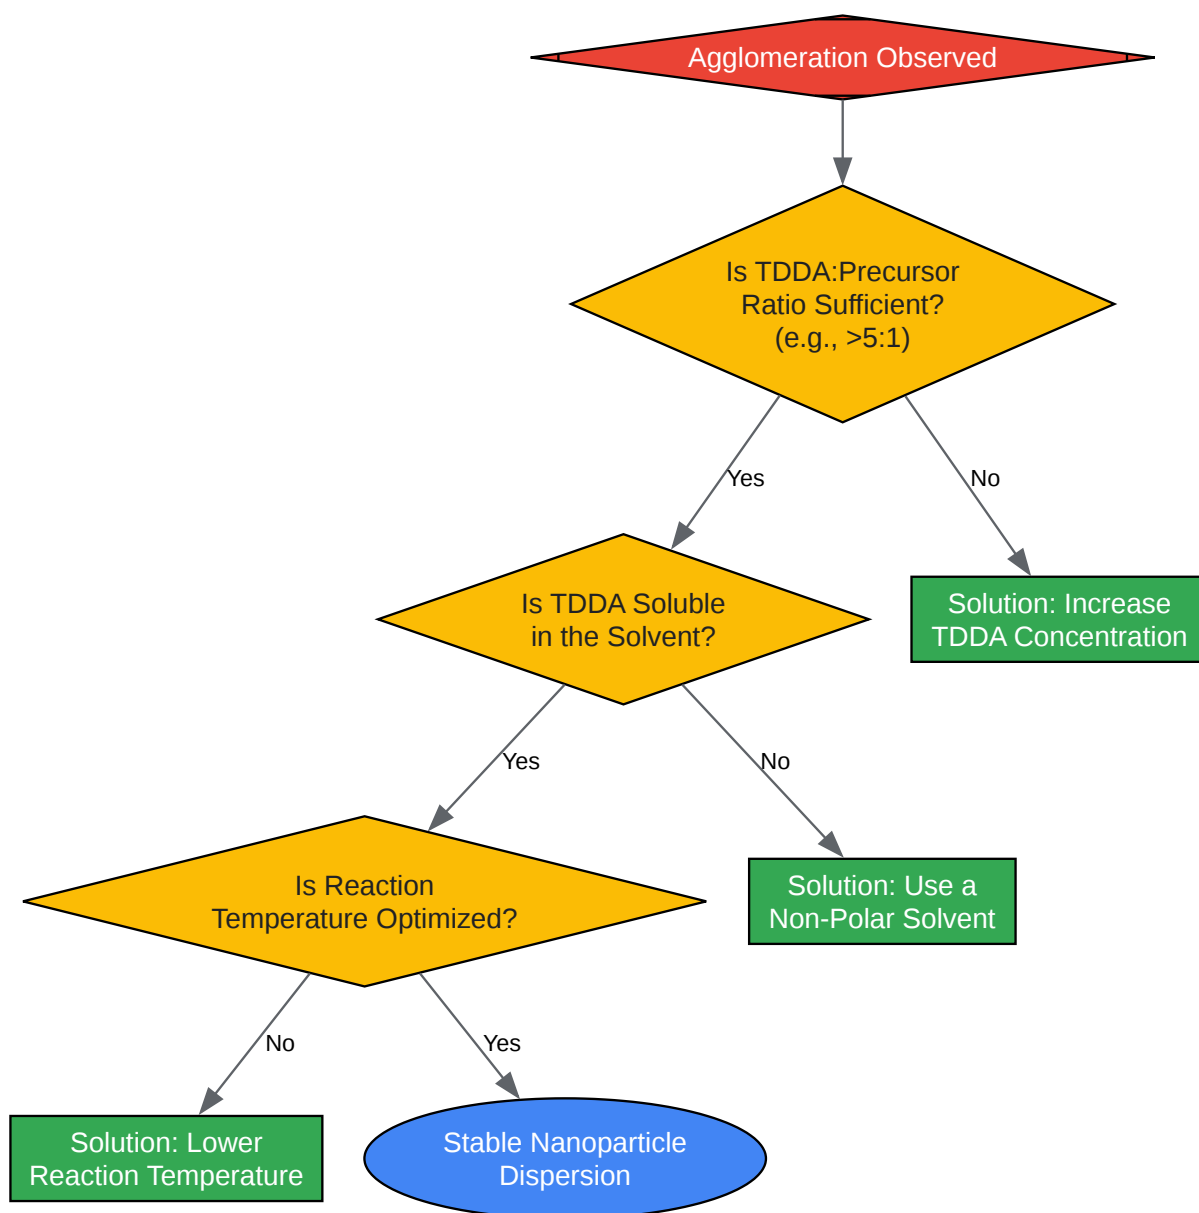 Agglomeration Observed
Is TDDA:Precursor
Ratio Sufficient?
(e.g., >5:1)
Yes
No
Is TDDA Soluble
in the Solvent?
Solution: Increase
TDDA Concentration
Yes
No
Is Reaction
Temperature Optimized?
Solution: Use a
Non-Polar Solvent
No
Yes
Solution: Lower
Reaction Temperature
Stable Nanoparticle
Dispersion